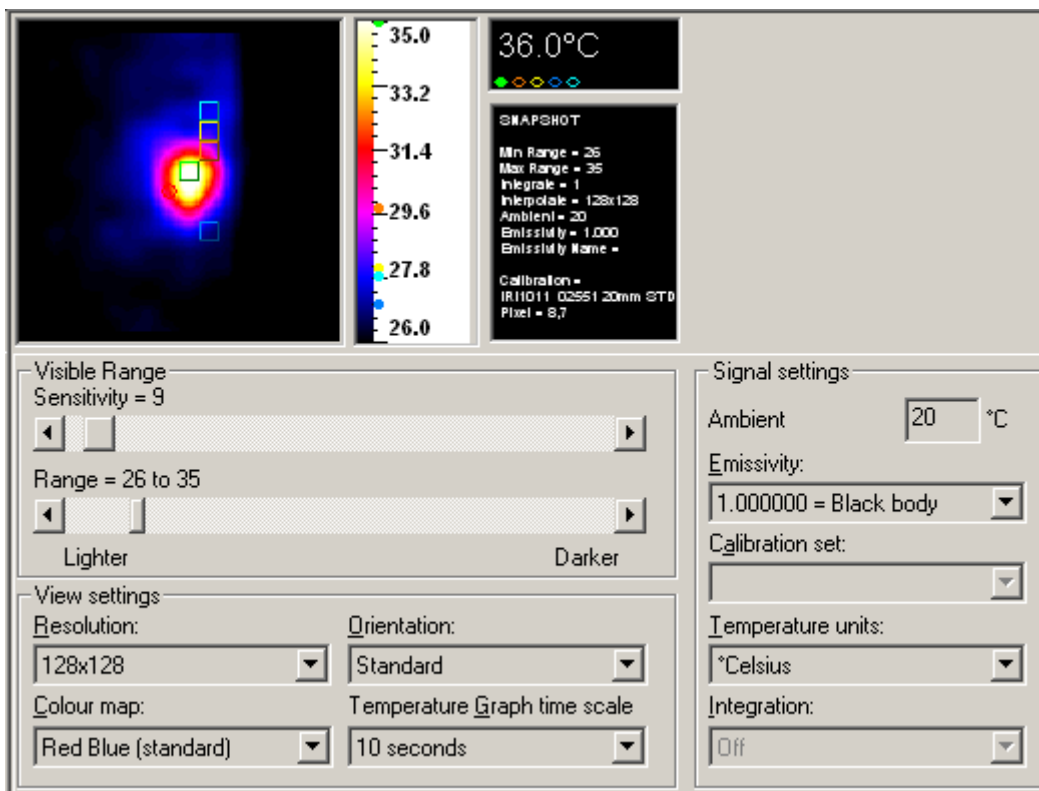 35.0
33.2
31.4
29.6
27.8
26.0
36.0°C
SNAPSHOT
Min Range = 26
Max Range = 35
Integrate = 1
Interpolate = 128x128
Ambient = 20
Emissivity = 1.000
Emissivity Name =
Calibration =
IRI1011 02551 20mm STD
Pixel = 8,7
Visible Range
Sensitivity = 9
Range = 26 to 35
Lighter
Darker
View settings
Resolution:
128x128
Orientation:
Standard
Colour map:
Red Blue (standard)
Temperature Graph time scale
10 seconds
Signal settings
Ambient 20 °C
Emissivity:
1.000000 = Black body
Calibration set:
Temperature units:
°Celsius
Integration:
Off